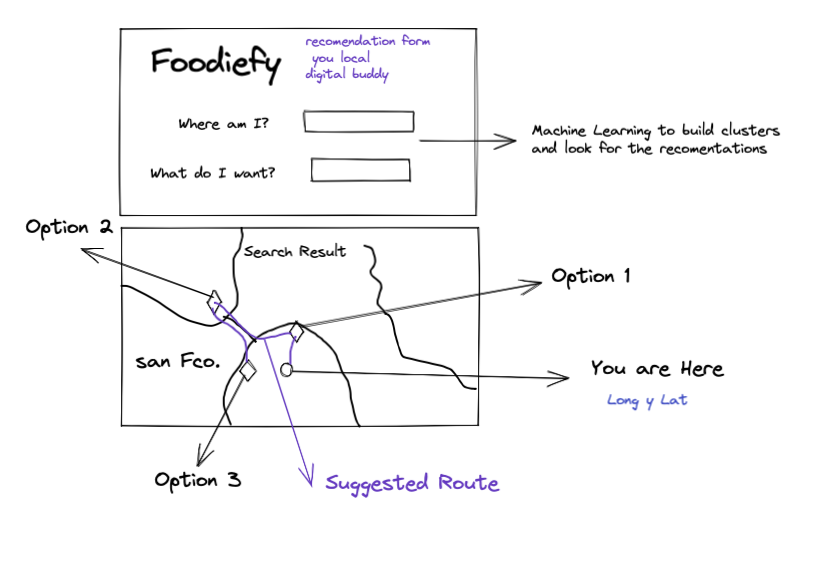 Foodiefy
recomendation form
you local
digital buddy
Where am I?
What do I want?
Machine Learning to build clusters
and look for the recomentations
Option 2
Search Result
Option 1
san Fco.
You are Here
Long y Lat
Option 3
Suggested Route